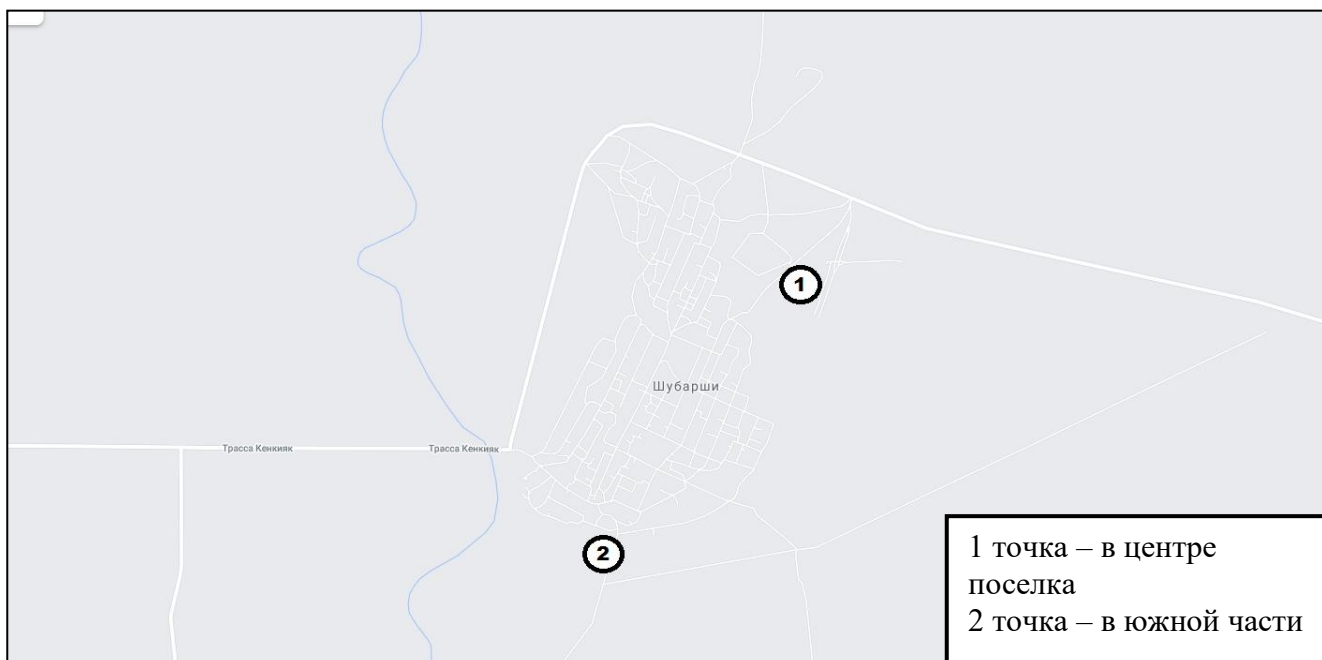 1
Шубарши
Трасса Кенкияк
Трасса Кенкияк
2
1 точка – в центре
поселка
2 точка – в южной части